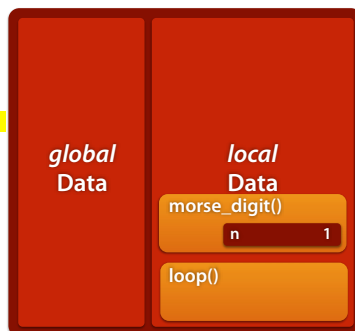 global
Data
local
Data
morse_digit()
n 1
loop()